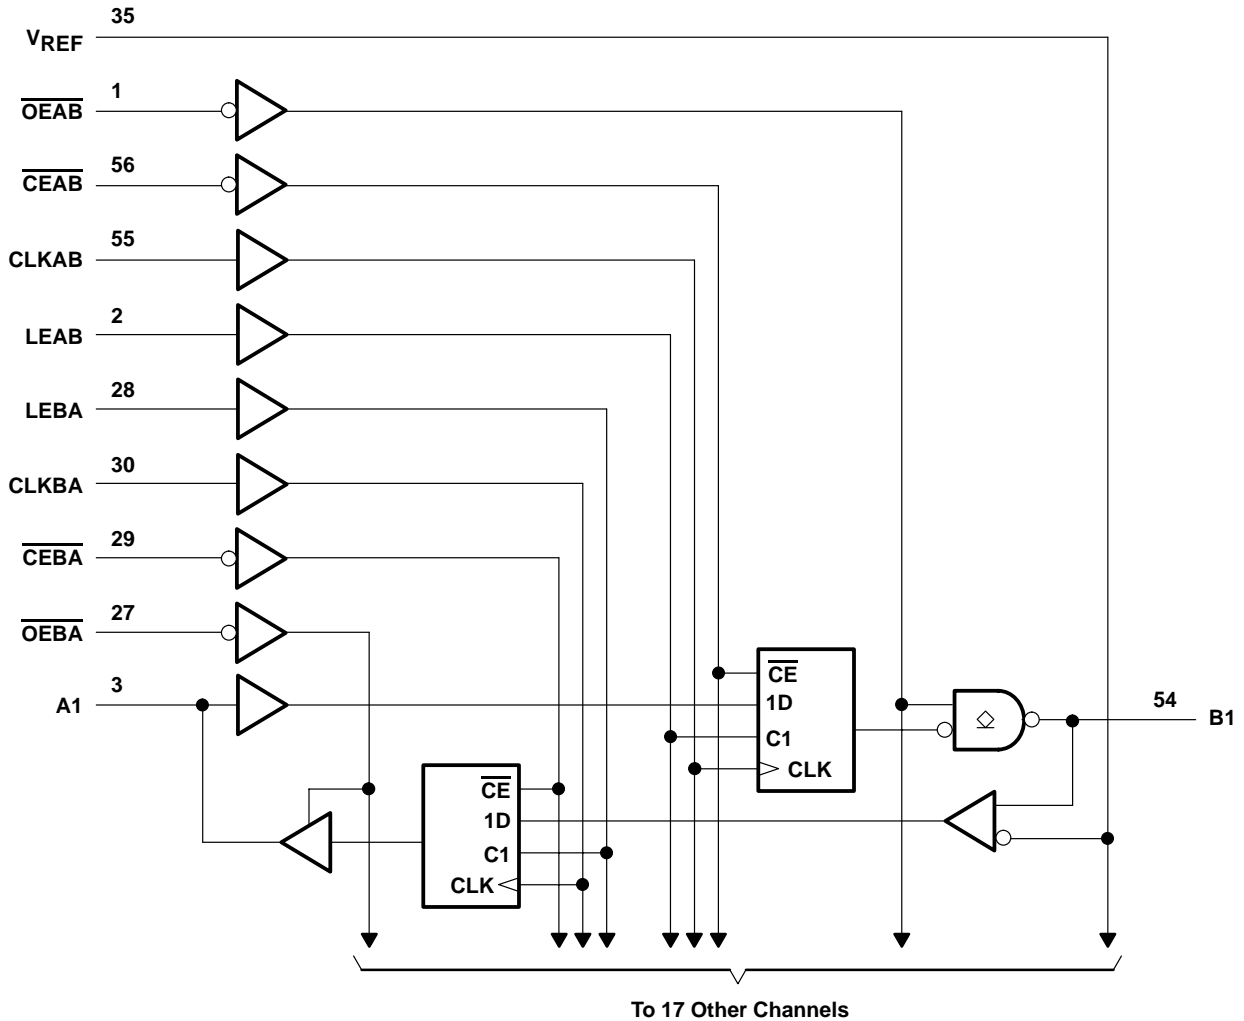 35
VREF
1
OEAB
56
CEAB
55
CLKAB
2
LEAB
28
LEBA
30
CLKBA
29
CEBA
27
OEBA
3
A1
CE
1D
C1
CLK
54
B1
CE
1D
C1
CLK
To 17 Other Channels